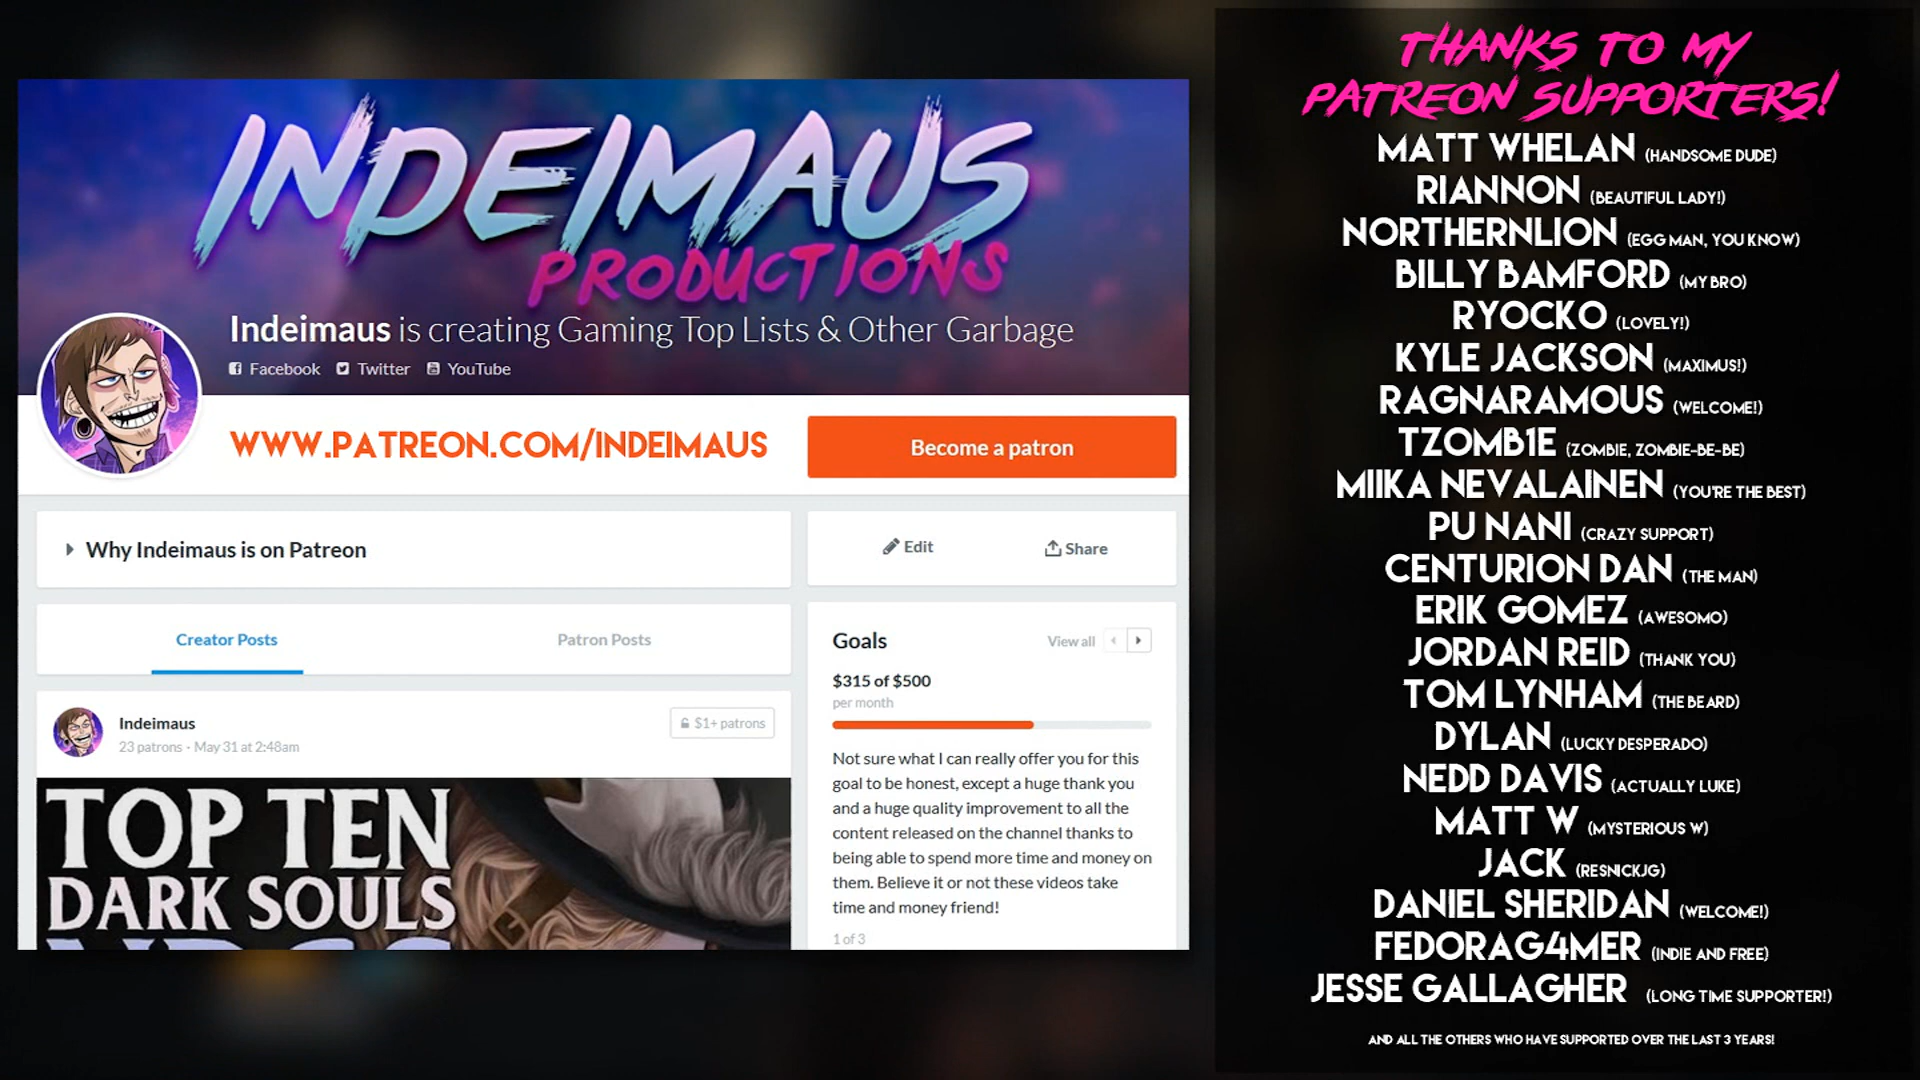 INDEIMAUS
PRODUCTIONS
Indeimaus is creating Gaming Top Lists & Other Garbage
Facebook Twitter YouTube
WWW.PATREON.COM/INDEIMAUS
Become a patron
Why Indeimaus is on Patreon
Edit Share
Creator Posts Patron Posts
Indeimaus
23 patrons · May 31 at 2:48am
$1+ patrons
TOP TEN
DARK SOULS
Goals
View all
$315 of $500
per month
Not sure what I can really offer you for this
goal to be honest, except a huge thank you
and a huge quality improvement to all the
content released on the channel thanks to
being able to spend more time and money on
them. Believe it or not these videos take
time and money friend!
1 of 3
THANKS TO MY
PATREON SUPPORTERS!
MATT WHELAN (HANDSOME DUDE)
RIANNON (BEAUTIFUL LADY!)
NORTHERNLION (EGG MAN, YOU KNOW)
BILLY BAMFORD (MY BRO)
RYOCKO (LOVELY!)
KYLE JACKSON (MAXIMUS!)
RAGNARAMOUS (WELCOME!)
TZOMB1E (ZOMBIE, ZOMBIE-BE-BE)
MIIKA NEVALAINEN (YOU'RE THE BEST)
PU NANI (CRAZY SUPPORT)
CENTURION DAN (THE MAN)
ERIK GOMEZ (AWESOMO)
JORDAN REID (THANK YOU)
TOM LYNHAM (THE BEARD)
DYLAN (LUCKY DESPERADO)
NEDD DAVIS (ACTUALLY LUKE)
MATT W (MYSTERIOUS W)
JACK (RESNICKJG)
DANIEL SHERIDAN (WELCOME!)
FEDORAG4MER (INDIE AND FREE)
JESSE GALLAGHER (LONG TIME SUPPORTER!)
AND ALL THE OTHERS WHO HAVE SUPPORTED OVER THE LAST 3 YEARS!